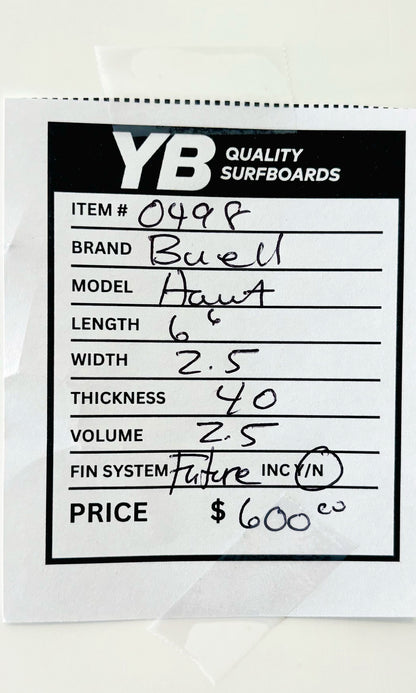 YB QUALITY
SURFBOARDS
ITEM # 0498
BRAND Buell
MODEL Hawt
LENGTH 6 6
WIDTH 2.5
THICKNESS 40
VOLUME 2.5
FIN SYSTEM Future INC Y/N
PRICE $ 600 00